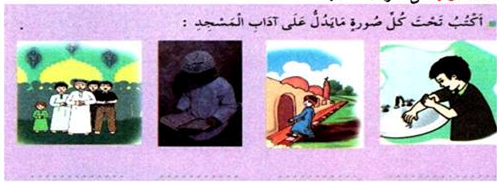 أَكْتُبُ تَحْتَ كُلِّ صُورَةٍ مَايَدُلُّ عَلَى آدَابِ الْمَسْجِدِ :